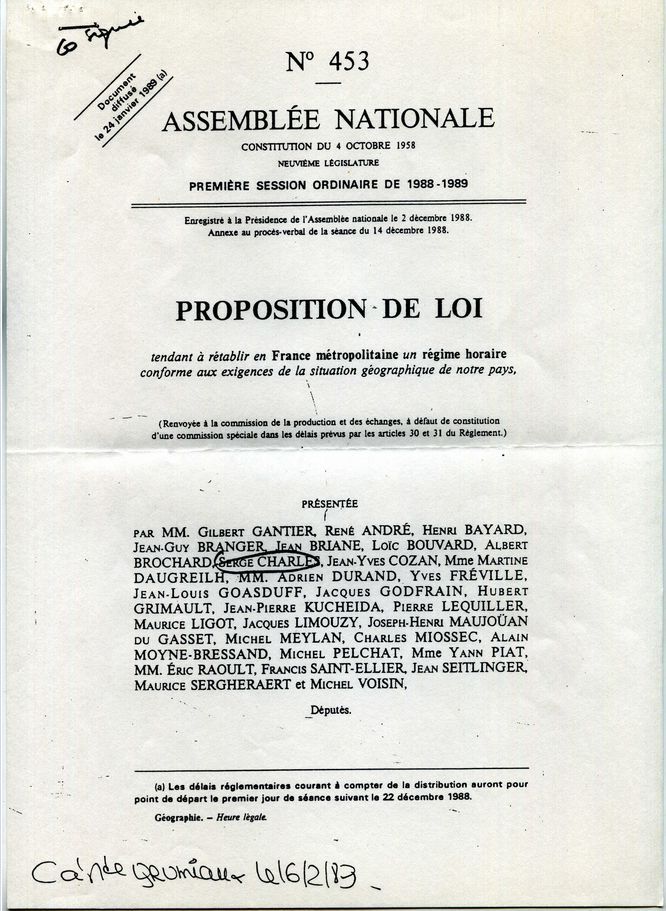 Document
diffusé
le 24 janvier 1989 (a)
Nº 453
ASSEMBLÉE NATIONALE
CONSTITUTION DU 4 OCTOBRE 1958
NEUVIÈME LÉGISLATURE
PREMIÈRE SESSION ORDINAIRE DE 1988-1989
Enregistré à la Présidence de l'Assemblée nationale le 2 décembre 1988.
Annexe au procès-verbal de la séance du 14 décembre 1988.
PROPOSITION DE LOI
tendant à rétablir en France métropolitaine un régime horaire
conforme aux exigences de la situation géographique de notre pays,
(Renvoyée à la commission de la production et des échanges, à défaut de constitution
d'une commission spéciale dans les délais prévus par les articles 30 et 31 du Règlement.)
PRÉSENTÉE
PAR MM. GILBERT GANTIER, RENÉ ANDRÉ, HENRI BAYARD,
JEAN-GUY BRANGER, JEAN BRIANE, LOÏC BOUVARD, ALBERT
BROCHARD, SERGE CHARLES, JEAN-YVES COZAN, Mme MARTINE
DAUGREILH, MM. ADRIEN DURAND, YVES FRÉVILLE,
JEAN-LOUIS GOASDUFF, JACQUES GODFRAIN, HUBERT
GRIMAULT, JEAN-PIERRE KUCHEIDA, PIERRE LEQUILLER,
MAURICE LIGOT, JACQUES LIMOUZY, JOSEPH-HENRI MAUJOÜAN
DU GASSET, MICHEL MEYLAN, CHARLES MIOSSEC, ALAIN
MOYNE-BRESSAND, MICHEL PELCHAT, Mme YANN PIAT,
MM. ÉRIC RAOULT, FRANCIS SAINT-ELLIER, JEAN SEITLINGER,
MAURICE SERGHERAERT et MICHEL VOISIN,
Députés.
(a) Les délais réglementaires courant à compter de la distribution auront pour
point de départ le premier jour de séance suivant le 22 décembre 1988.
Géographie. – Heure légale.
le 6/2/89